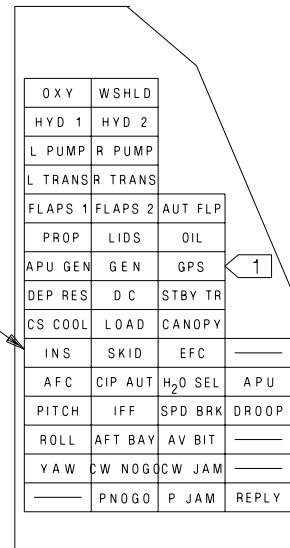 OXY WSHLD
HYD 1 HYD 2
L PUMP R PUMP
L TRANS R TRANS
FLAPS 1 FLAPS 2 AUT FLP
PROP LIDS OIL
APU GEN GEN GPS 1
DEP RES D C STBY TR
CS COOL LOAD CANOPY
INS SKID EFC ———
AFC CIP AUT H₂O SEL APU
PITCH IFF SPD BRK DROOP
ROLL AFT BAY AV BIT ———
YAW CW NOGO CW JAM ———
——— PNOGO P JAM REPLY